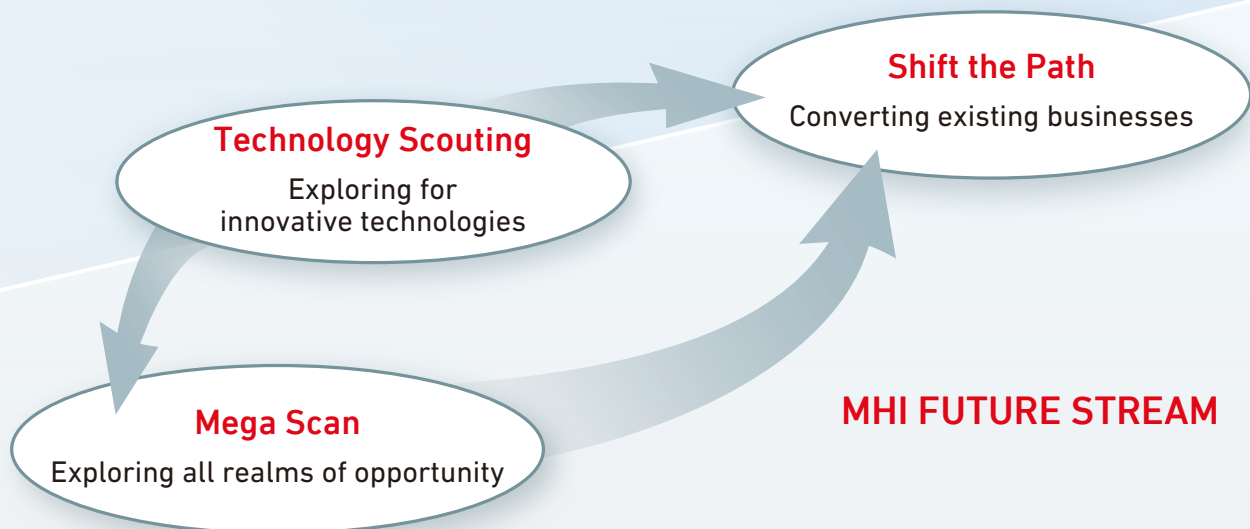 Shift the Path
Converting existing businesses
Technology Scouting
Exploring for
innovative technologies
Mega Scan
Exploring all realms of opportunity
MHI FUTURE STREAM